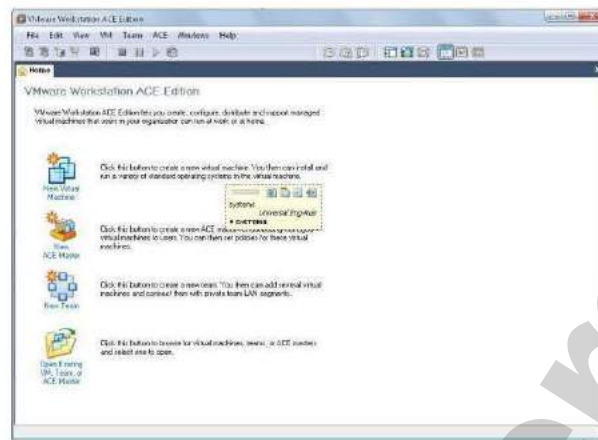 VMware Workstation ACE Edition
File Edit View VM Team ACE Windows Help
Home
VMware Workstation ACE Edition
VMware Workstation ACE Edition lets you create, configure, distribute and support managed
virtual machines that users in your organization can run at work or at home.
New Virtual
Machine
Click this button to create a new virtual machine. You then can install and
run a variety of standard operating systems in the virtual machine.
systems
Universal (Eng-Rus)
• системы
New
ACE Master
Click this button to create a new ACE
virtual machines to users. You can then set policies for these virtual
machines.
New Team
Click this button to create a new team. You then can add several virtual
machines and connect them with private team LAN segments.
Open Existing
VM, Team, or
ACE Master
Click this button to browse for virtual machines, teams, or ACE masters
and select one to open.